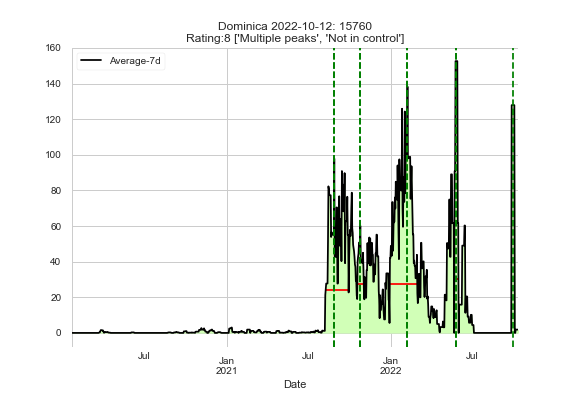 Dominica 2022-10-12: 15760
Rating:8 ['Multiple peaks', 'Not in control']
160
Average-7d
140
120
100
80
60
40
20
0
Jul
Jan
2021
Jul
Jan
2022
Jul
Date